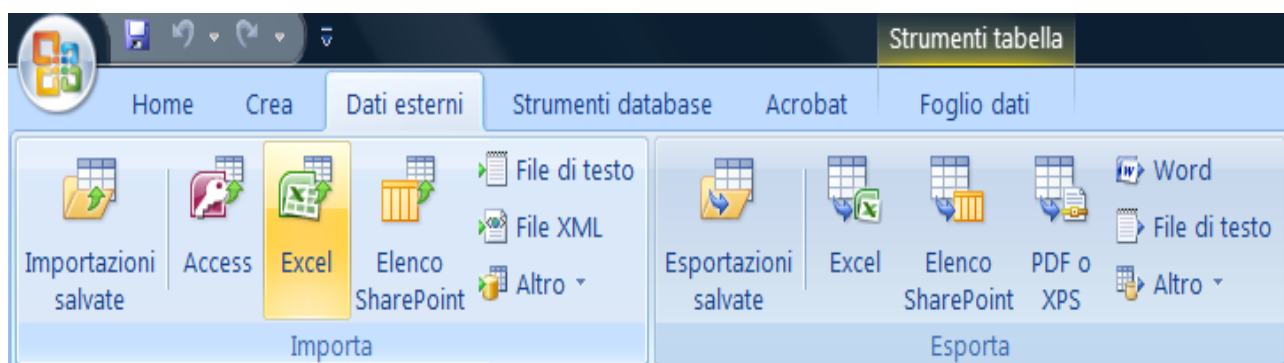 Strumenti tabella
Home Crea Dati esterni Strumenti database Acrobat Foglio dati
Importazioni salvate
Access
Excel
Elenco SharePoint
File di testo
File XML
Altro
Importa
Esportazioni salvate
Excel
Elenco SharePoint
PDF o XPS
Word
File di testo
Altro
Esporta